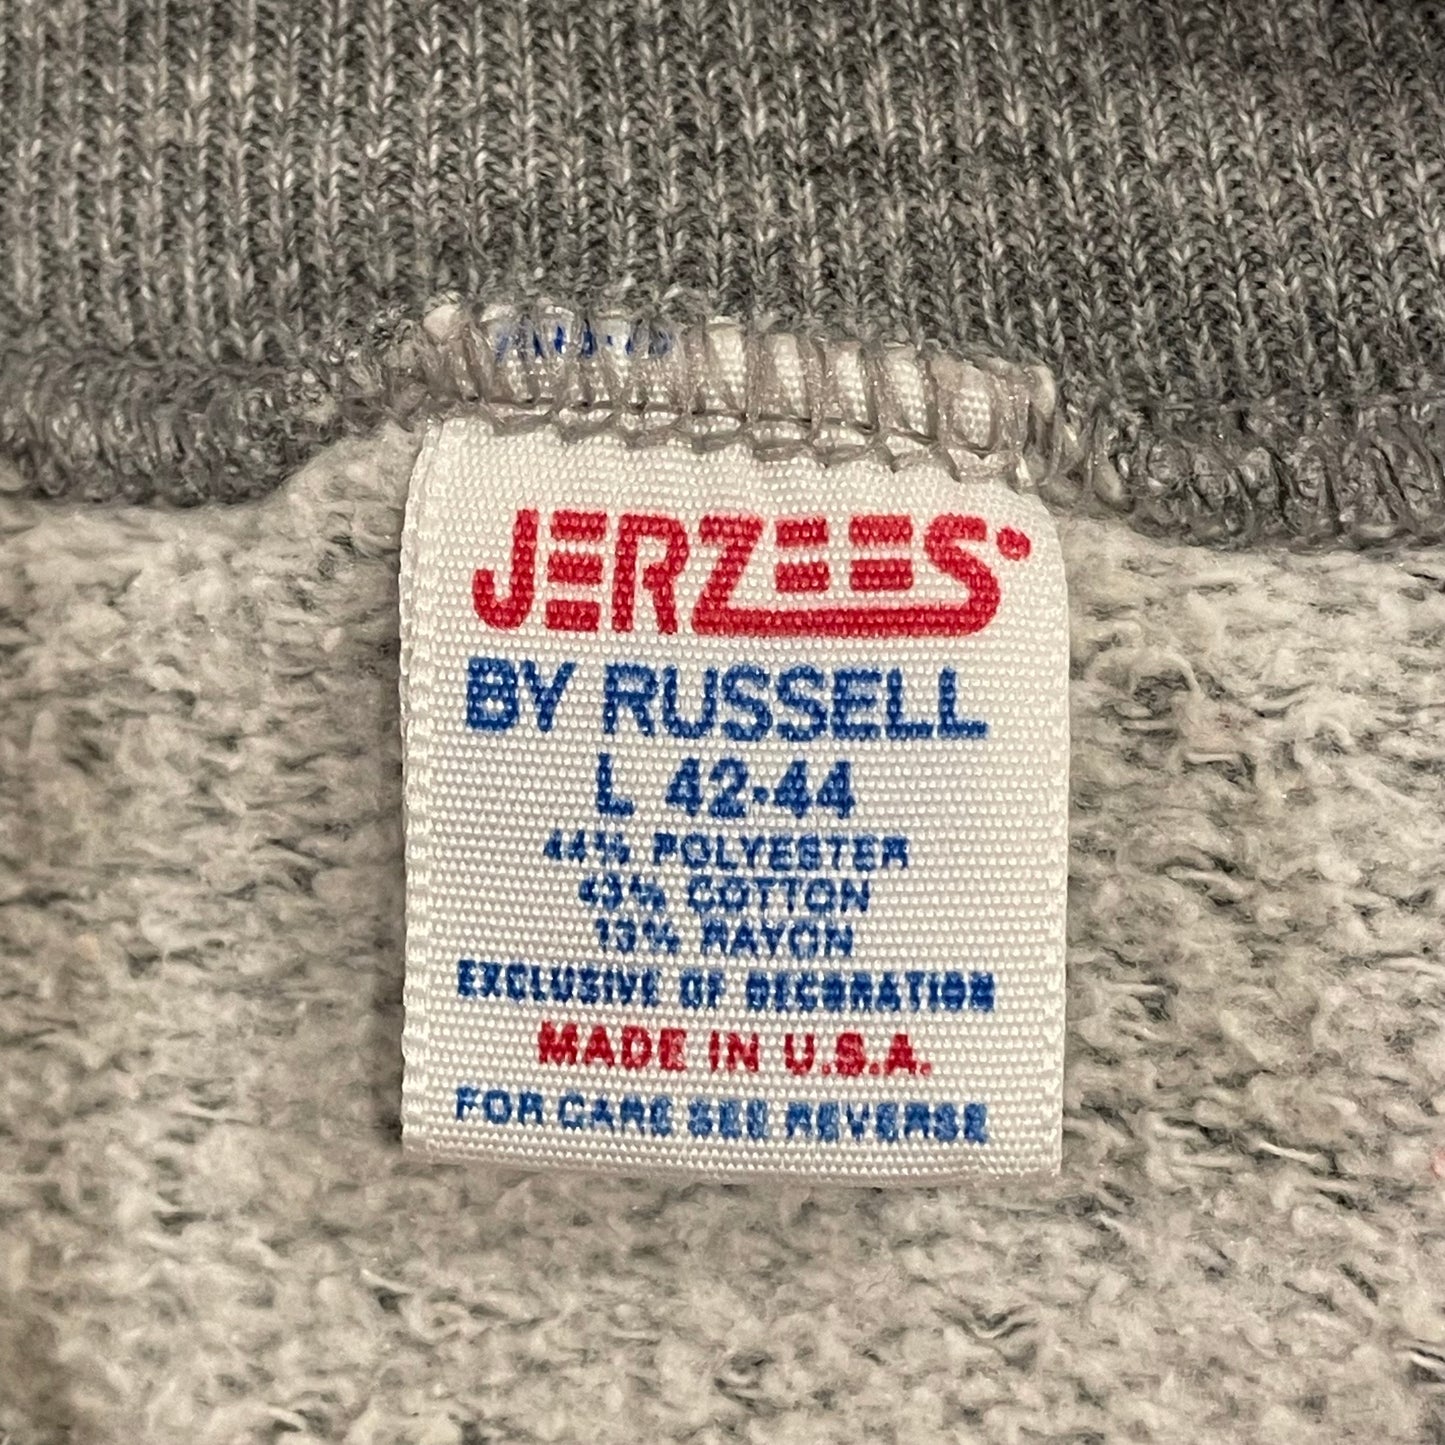 JERZEES
BY RUSSELL
L 42-44
44% POLYESTER
43% COTTON
13% RAYON
EXCLUSIVE OF DECORATION
MADE IN U.S.A.
FOR CARE SEE REVERSE